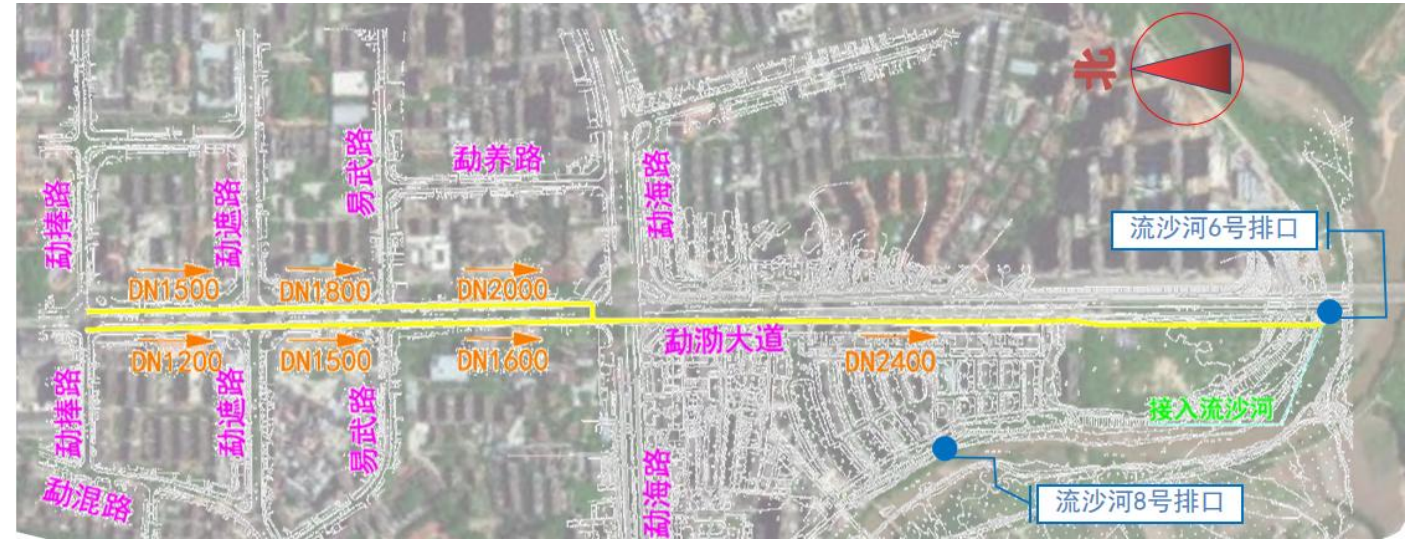 北
流沙河6号排口
勐捧路
勐遮路
易武路
勐养路
勐海路
DN1500
DN1800
DN2000
DN1200
DN1500
DN1600
勐泐大道
DN2400
勐捧路
勐遮路
易武路
勐海路
勐混路
接入流沙河
流沙河8号排口